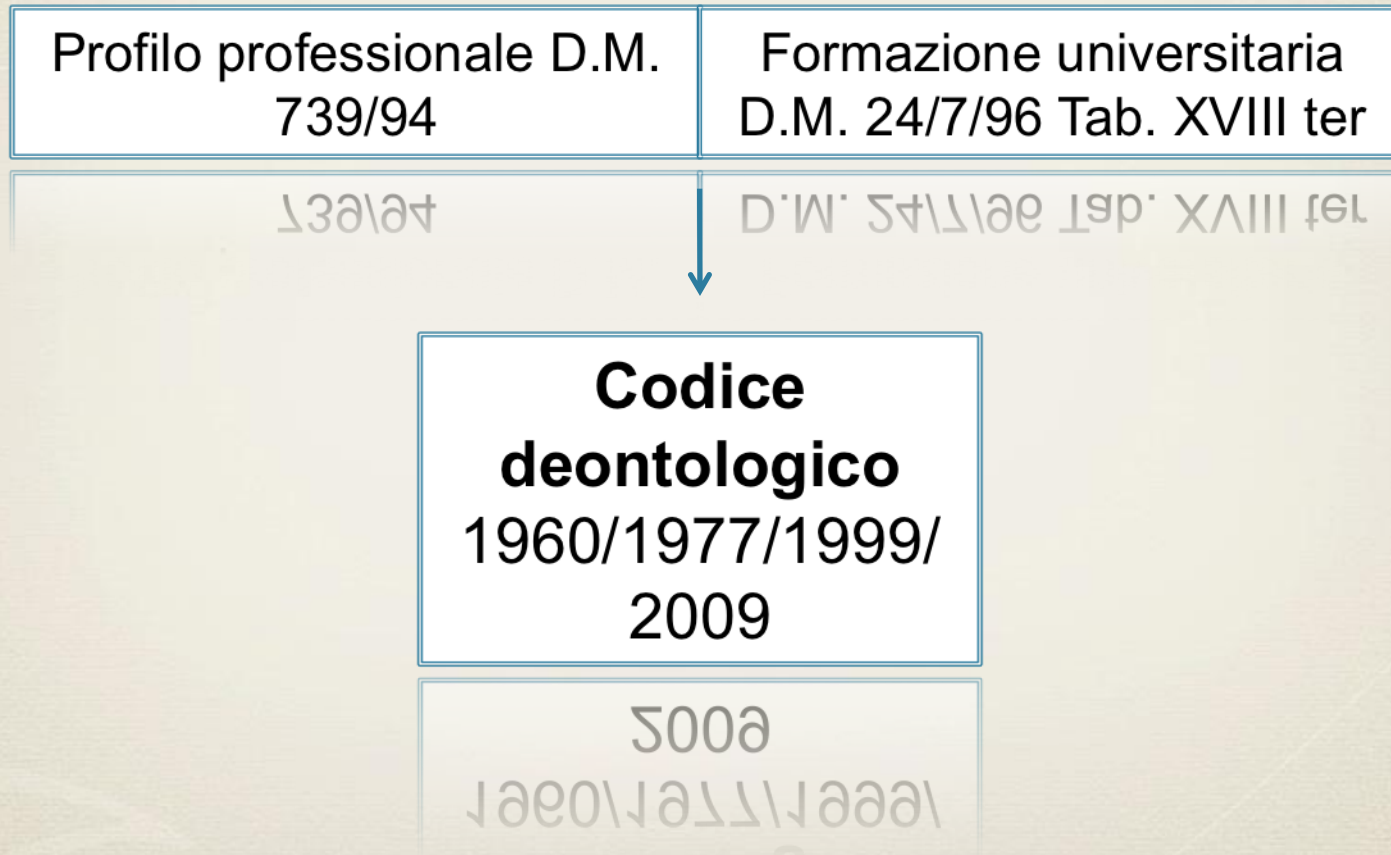 Profilo professionale D.M.
739/94
Formazione universitaria
D.M. 24/7/96 Tab. XVIII ter
Codice
deontologico
1960/1977/1999/
2009